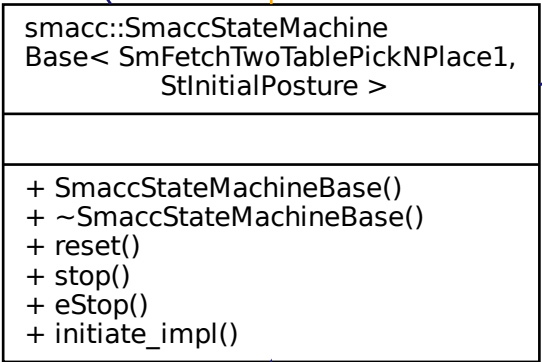 smacc::SmaccStateMachine
Base< SmFetchTwoTablePickNPlace1,
StInitialPosture >
+ SmaccStateMachineBase()
+ ~SmaccStateMachineBase()
+ reset()
+ stop()
+ eStop()
+ initiate_impl()